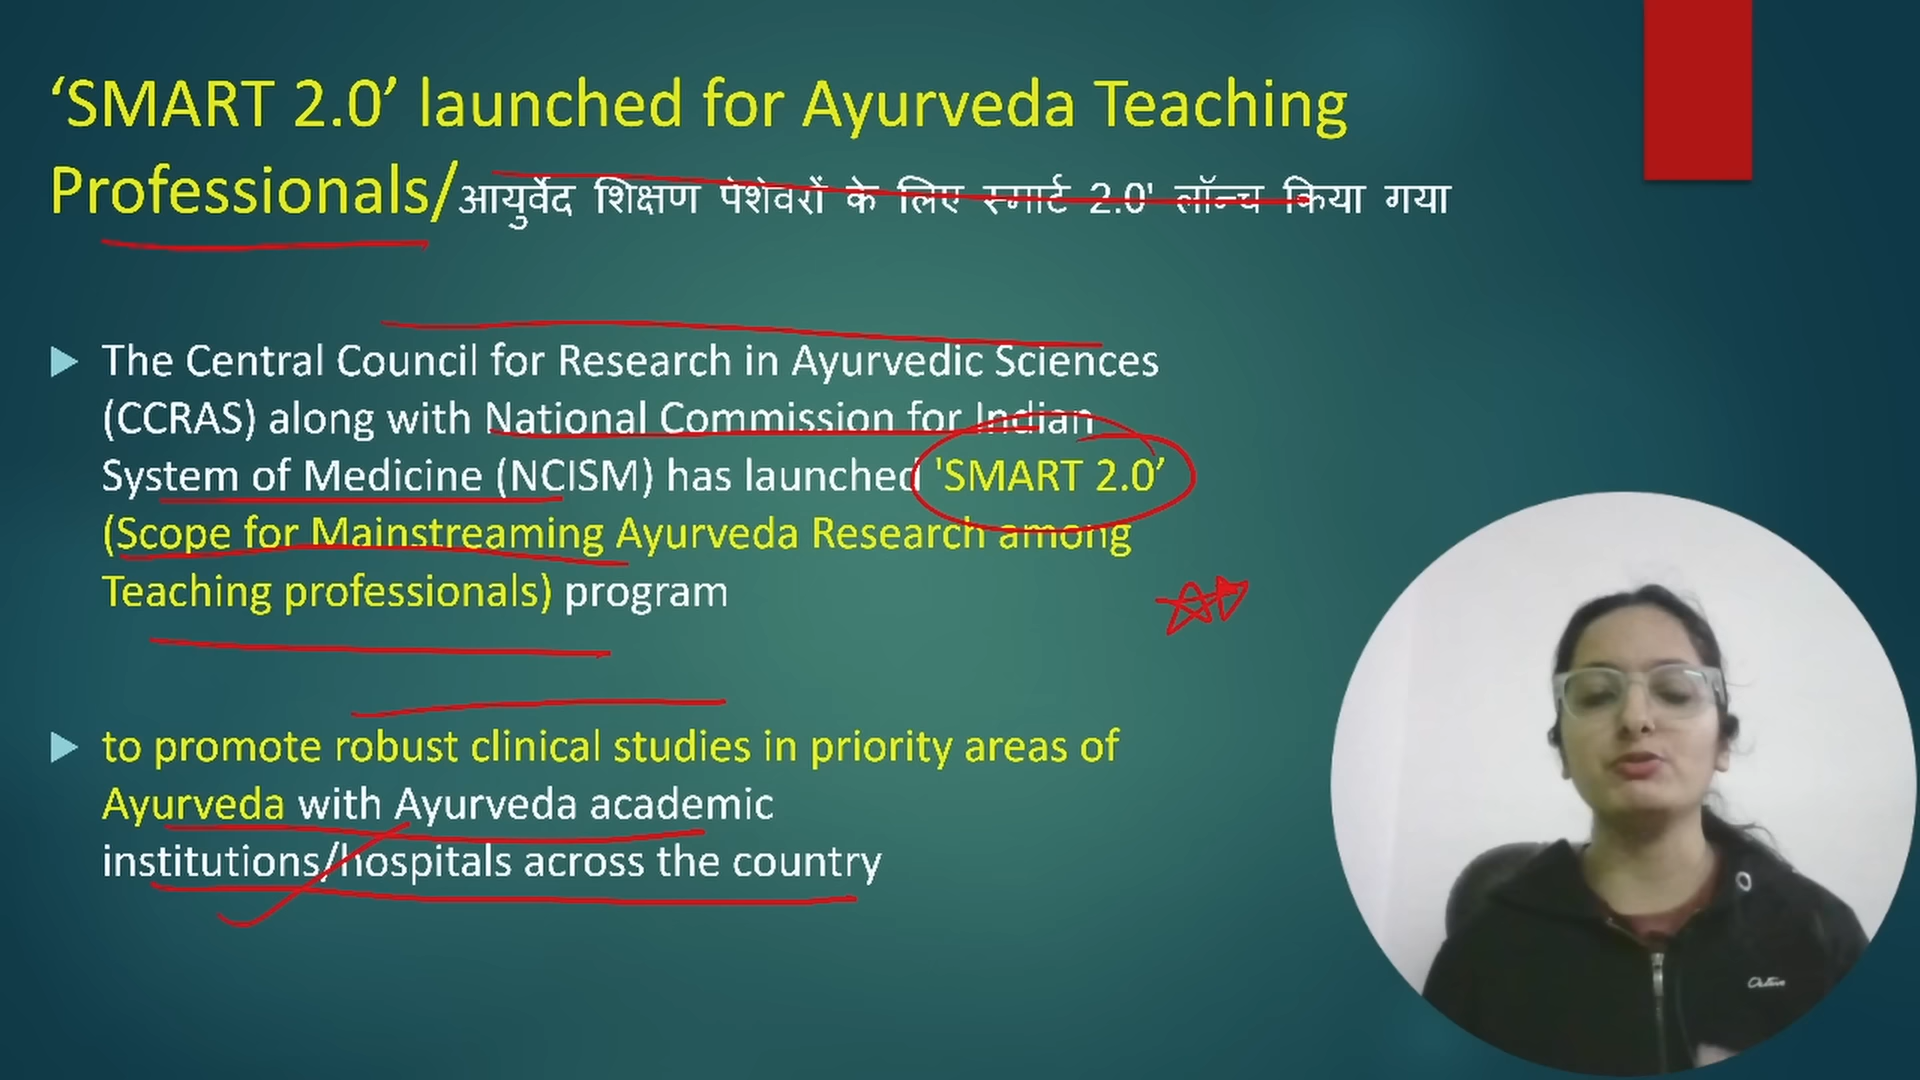 ‘SMART 2.0’ launched for Ayurveda Teaching
Professionals/आयुर्वेद शिक्षण पेशेवरों के लिए स्मार्ट 2.0' लॉन्च किया गया
The Central Council for Research in Ayurvedic Sciences
(CCRAS) along with National Commission for Indian
System of Medicine (NCISM) has launched 'SMART 2.0’
(Scope for Mainstreaming Ayurveda Research among
Teaching professionals) program
to promote robust clinical studies in priority areas of
Ayurveda with Ayurveda academic
institutions/hospitals across the country